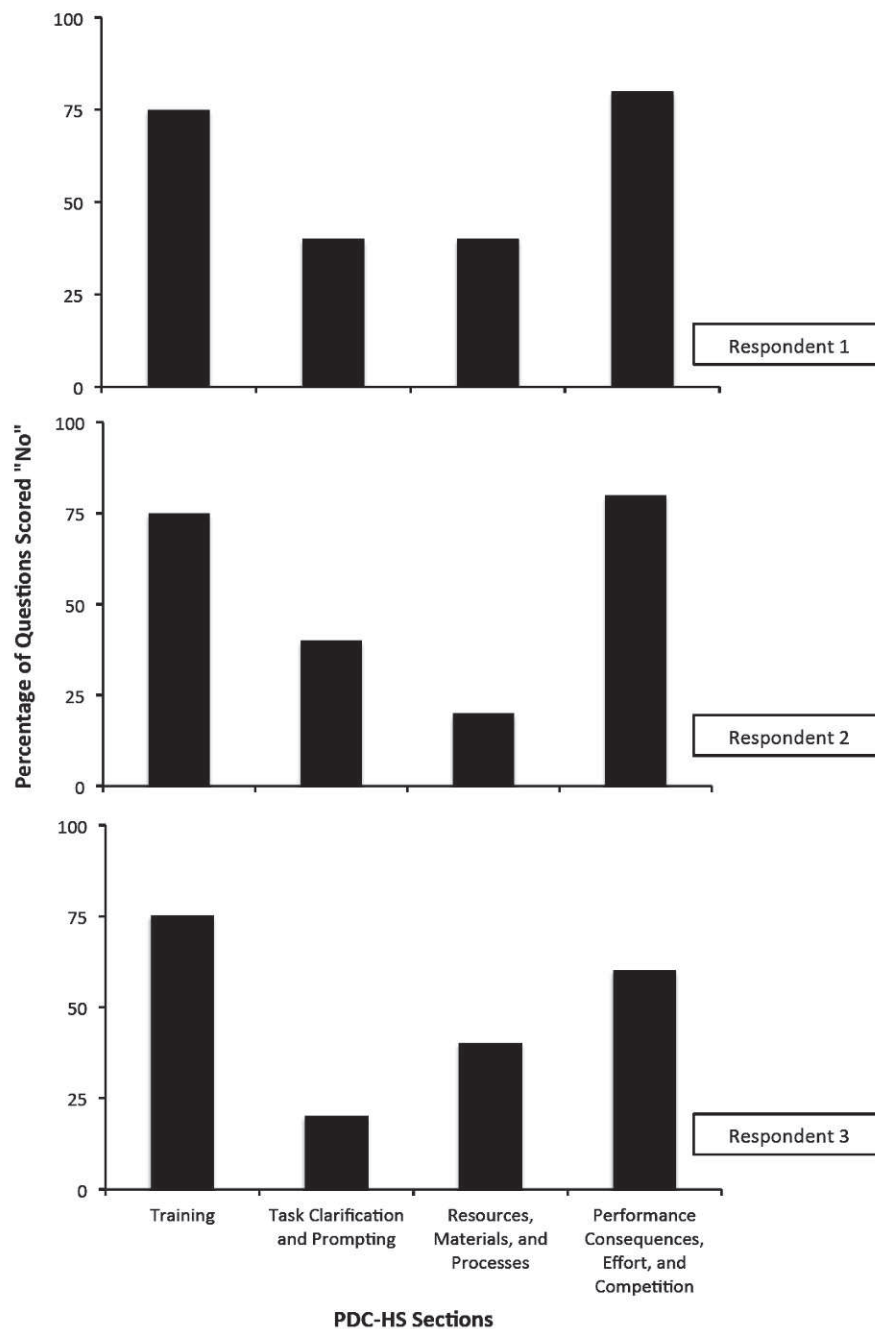 Percentage of Questions Scored "No"
100
75
50
25
0
Respondent 1
100
75
50
25
0
Respondent 2
100
75
50
25
0
Respondent 3
Training
Task Clarification
and Prompting
Resources,
Materials, and
Processes
Performance
Consequences,
Effort, and
Competition
PDC-HS Sections